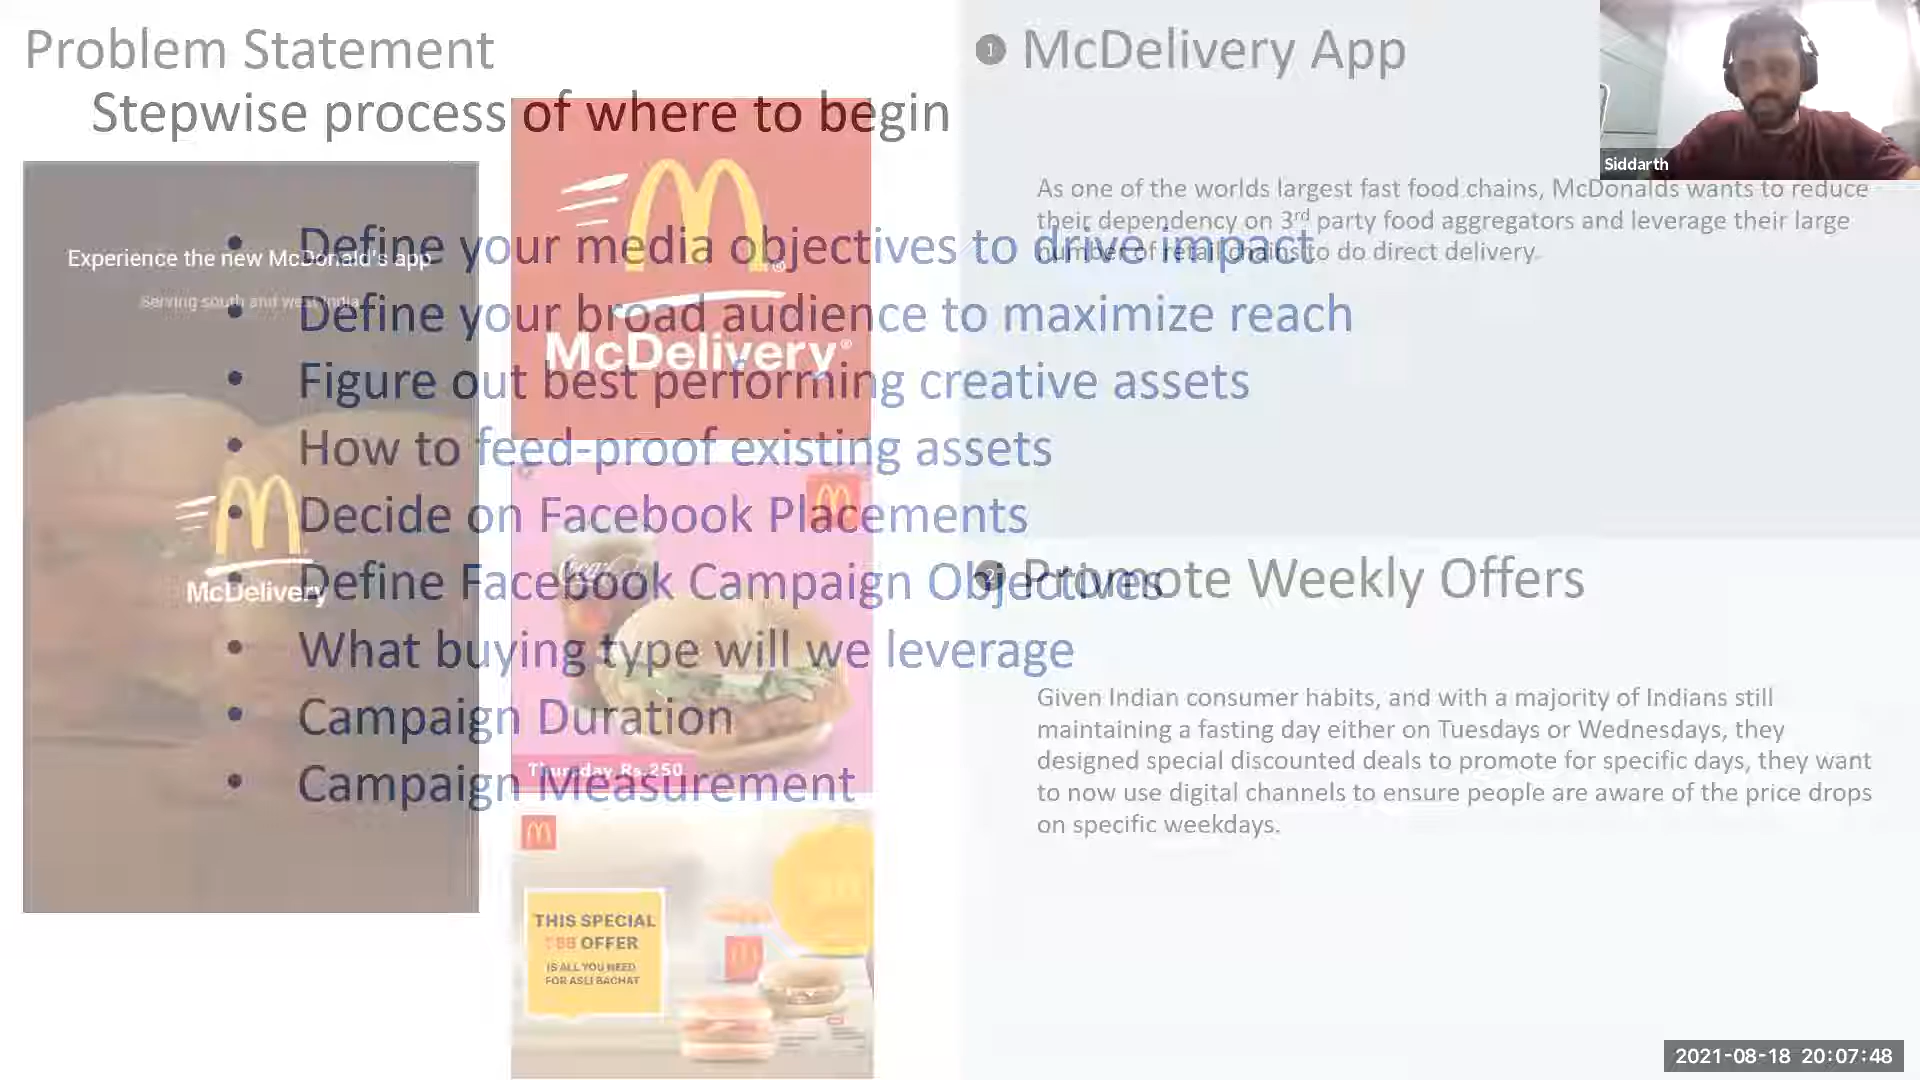 Problem Statement
Stepwise process of where to begin
Define your media objectives to drive impact
Define your broad audience to maximize reach
Figure out best performing creative assets
How to feed-proof existing assets
Decide on Facebook Placements
Define Facebook Campaign Objectives
What buying type will we leverage
Campaign Duration
Campaign Measurement
Experience the new McDonald's app
Serving south and west India
McDelivery
McDelivery®
Coca-Cola
Thursday Rs.250
THIS SPECIAL
OFFER
IS ALL YOU NEED
FOR ASLI BACHAT
1 McDelivery App
As one of the worlds largest fast food chains, McDonalds wants to reduce
their dependency on 3rd party food aggregators and leverage their large
number of retail chains to do direct delivery.
2 Promote Weekly Offers
Given Indian consumer habits, and with a majority of Indians still
maintaining a fasting day either on Tuesdays or Wednesdays, they
designed special discounted deals to promote for specific days, they want
to now use digital channels to ensure people are aware of the price drops
on specific weekdays.
Siddarth
2021-08-18 20:07:48